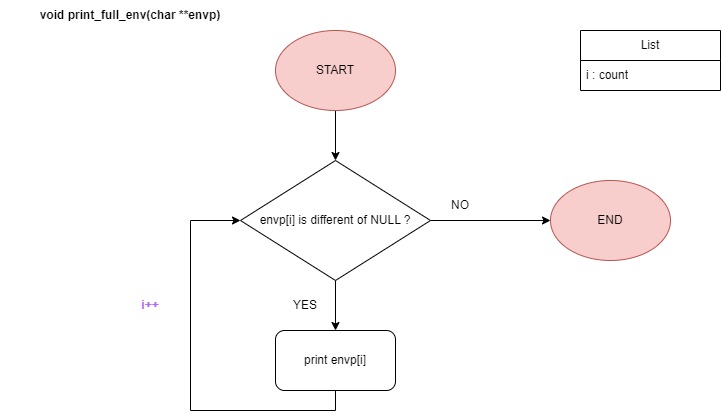 void print_full_env(char **envp)
START
List
i : count
envp[i] is different of NULL ?
NO
END
i++
YES
print envp[i]